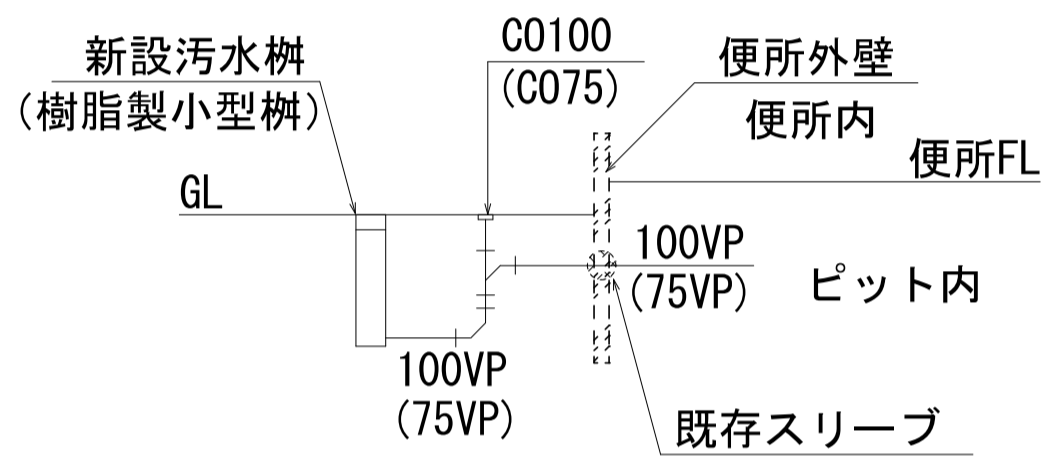 新設汚水桝
(樹脂製小型桝)
CO100
(CO75)
便所外壁
便所内
便所FL
GL
100VP
(75VP)
ピット内
100VP
(75VP)
既存スリーブ